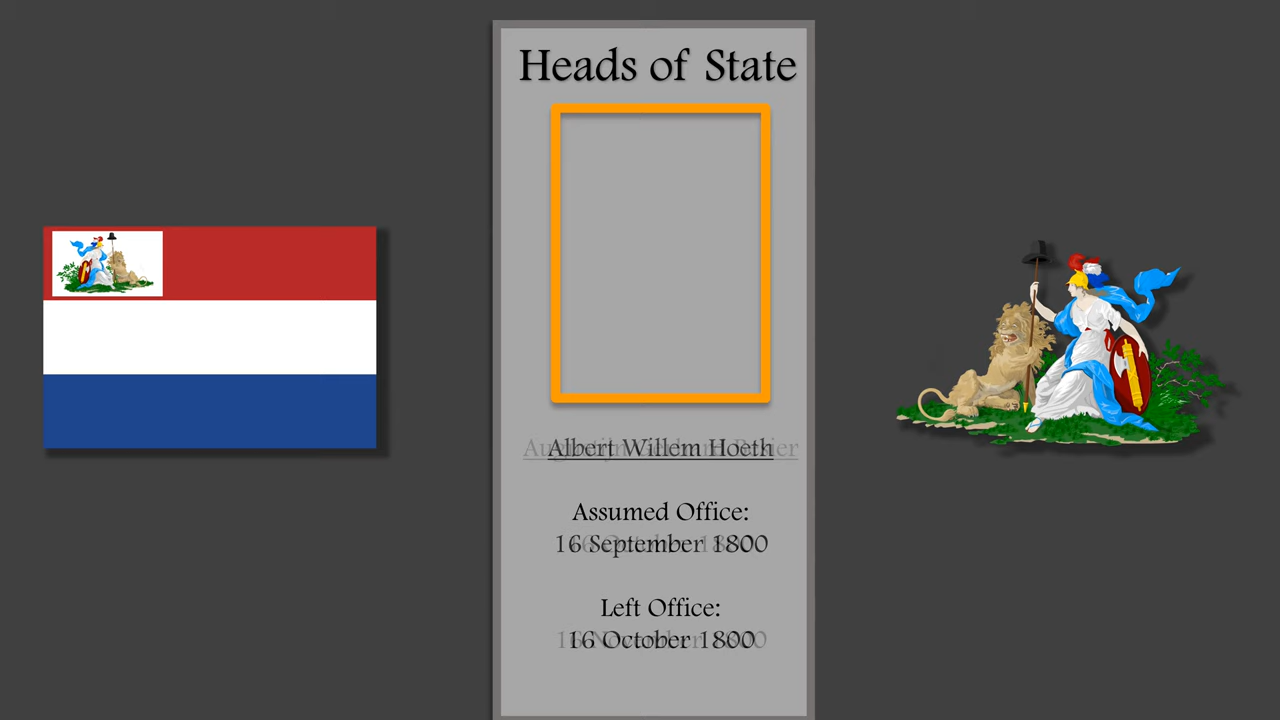 Heads of State
Albert Willem Hoeth
Assumed Office:
16 September 1800
Left Office:
16 October 1800